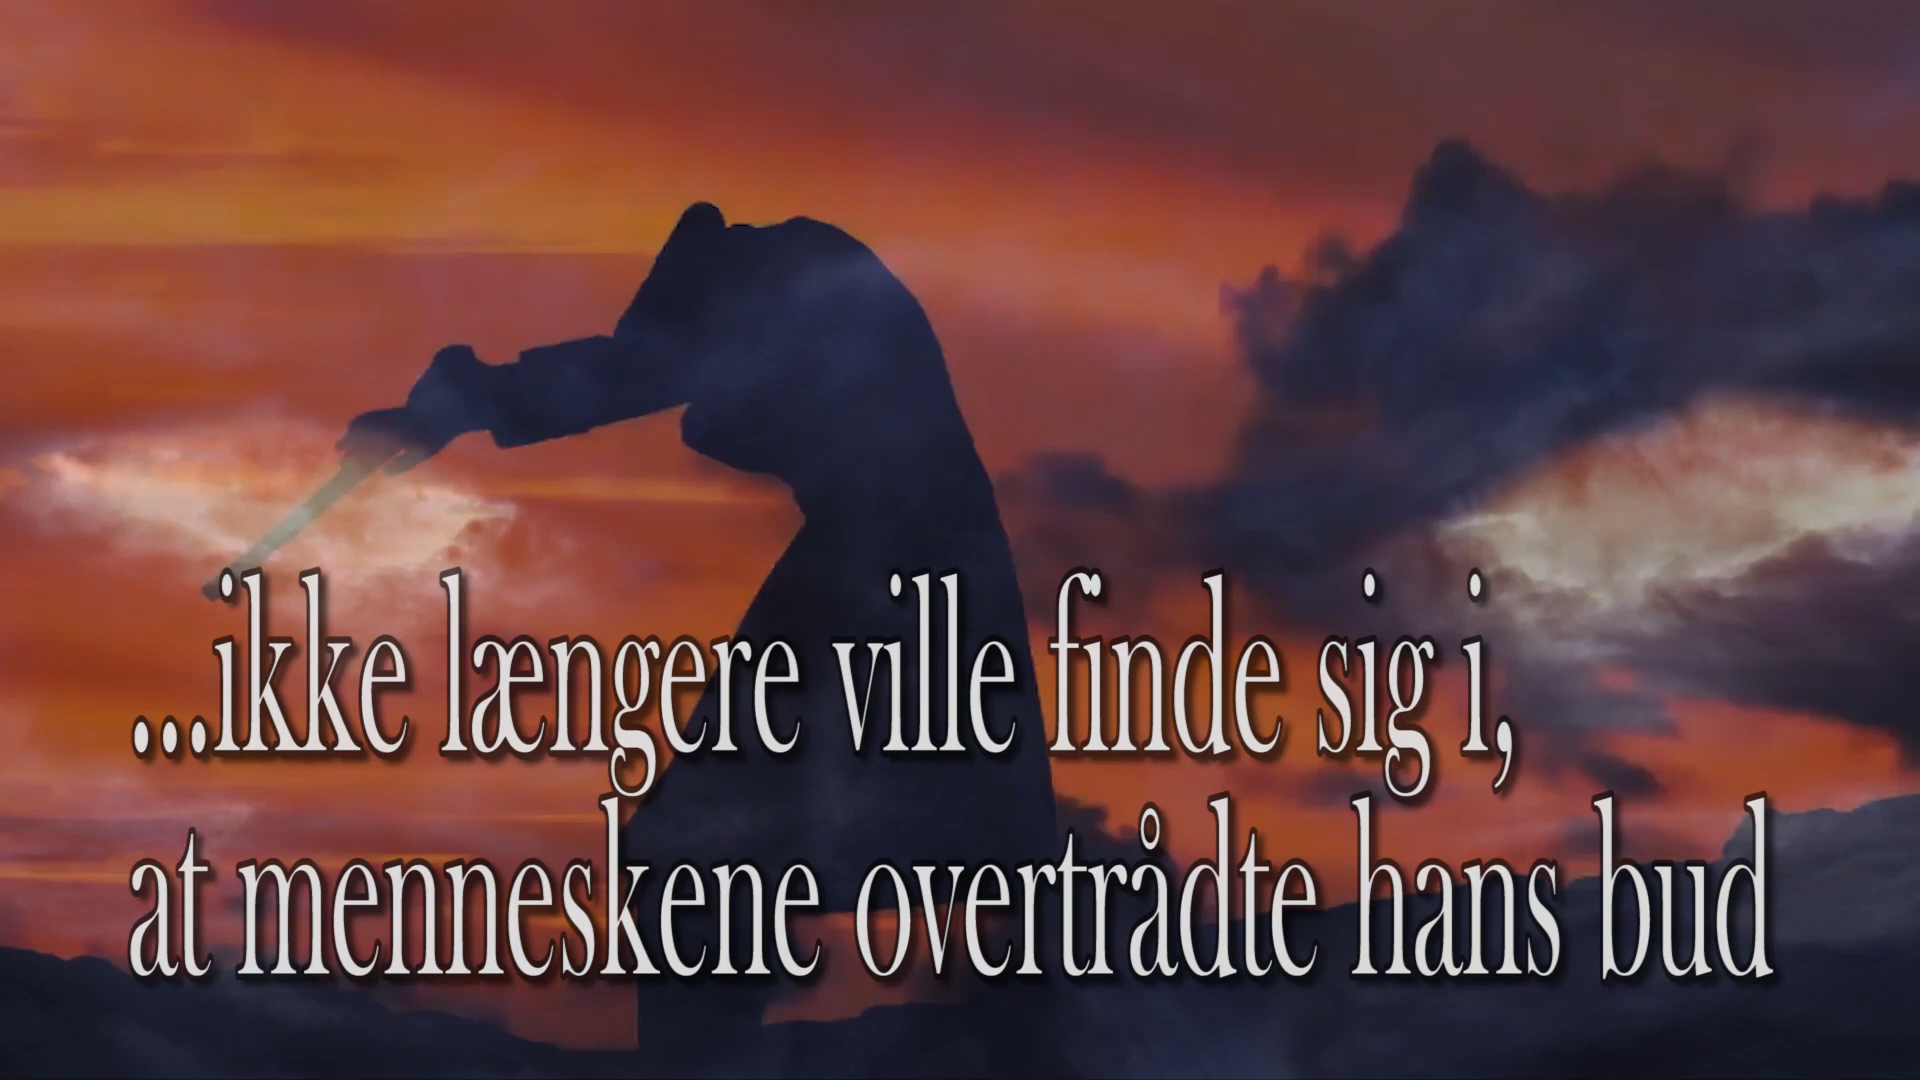 ...ikke længere ville finde sig i,
at menneskene overtrådte hans bud